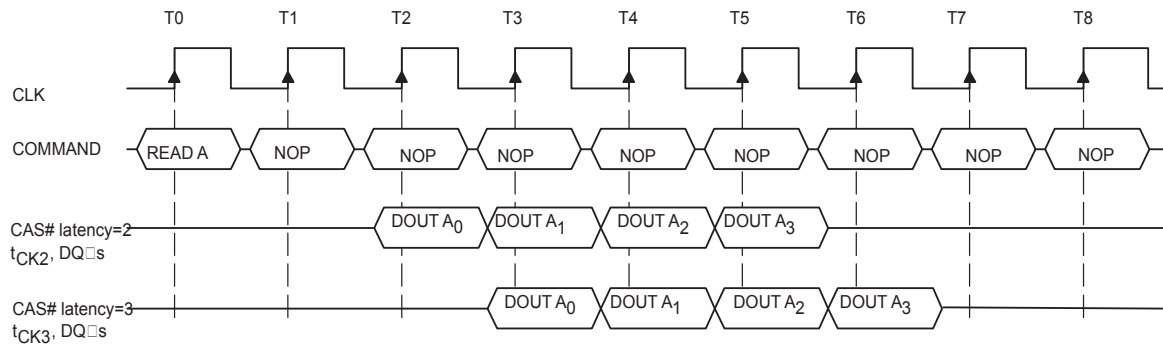 T0 T1 T2 T3 T4 T5 T6 T7 T8
CLK
COMMAND READ A NOP NOP NOP NOP NOP NOP NOP NOP
DOUT A0 DOUT A1 DOUT A2 DOUT A3
CAS# latency=2
tCK2, DQ□s
DOUT A0 DOUT A1 DOUT A2 DOUT A3
CAS# latency=3
tCK3, DQ□s